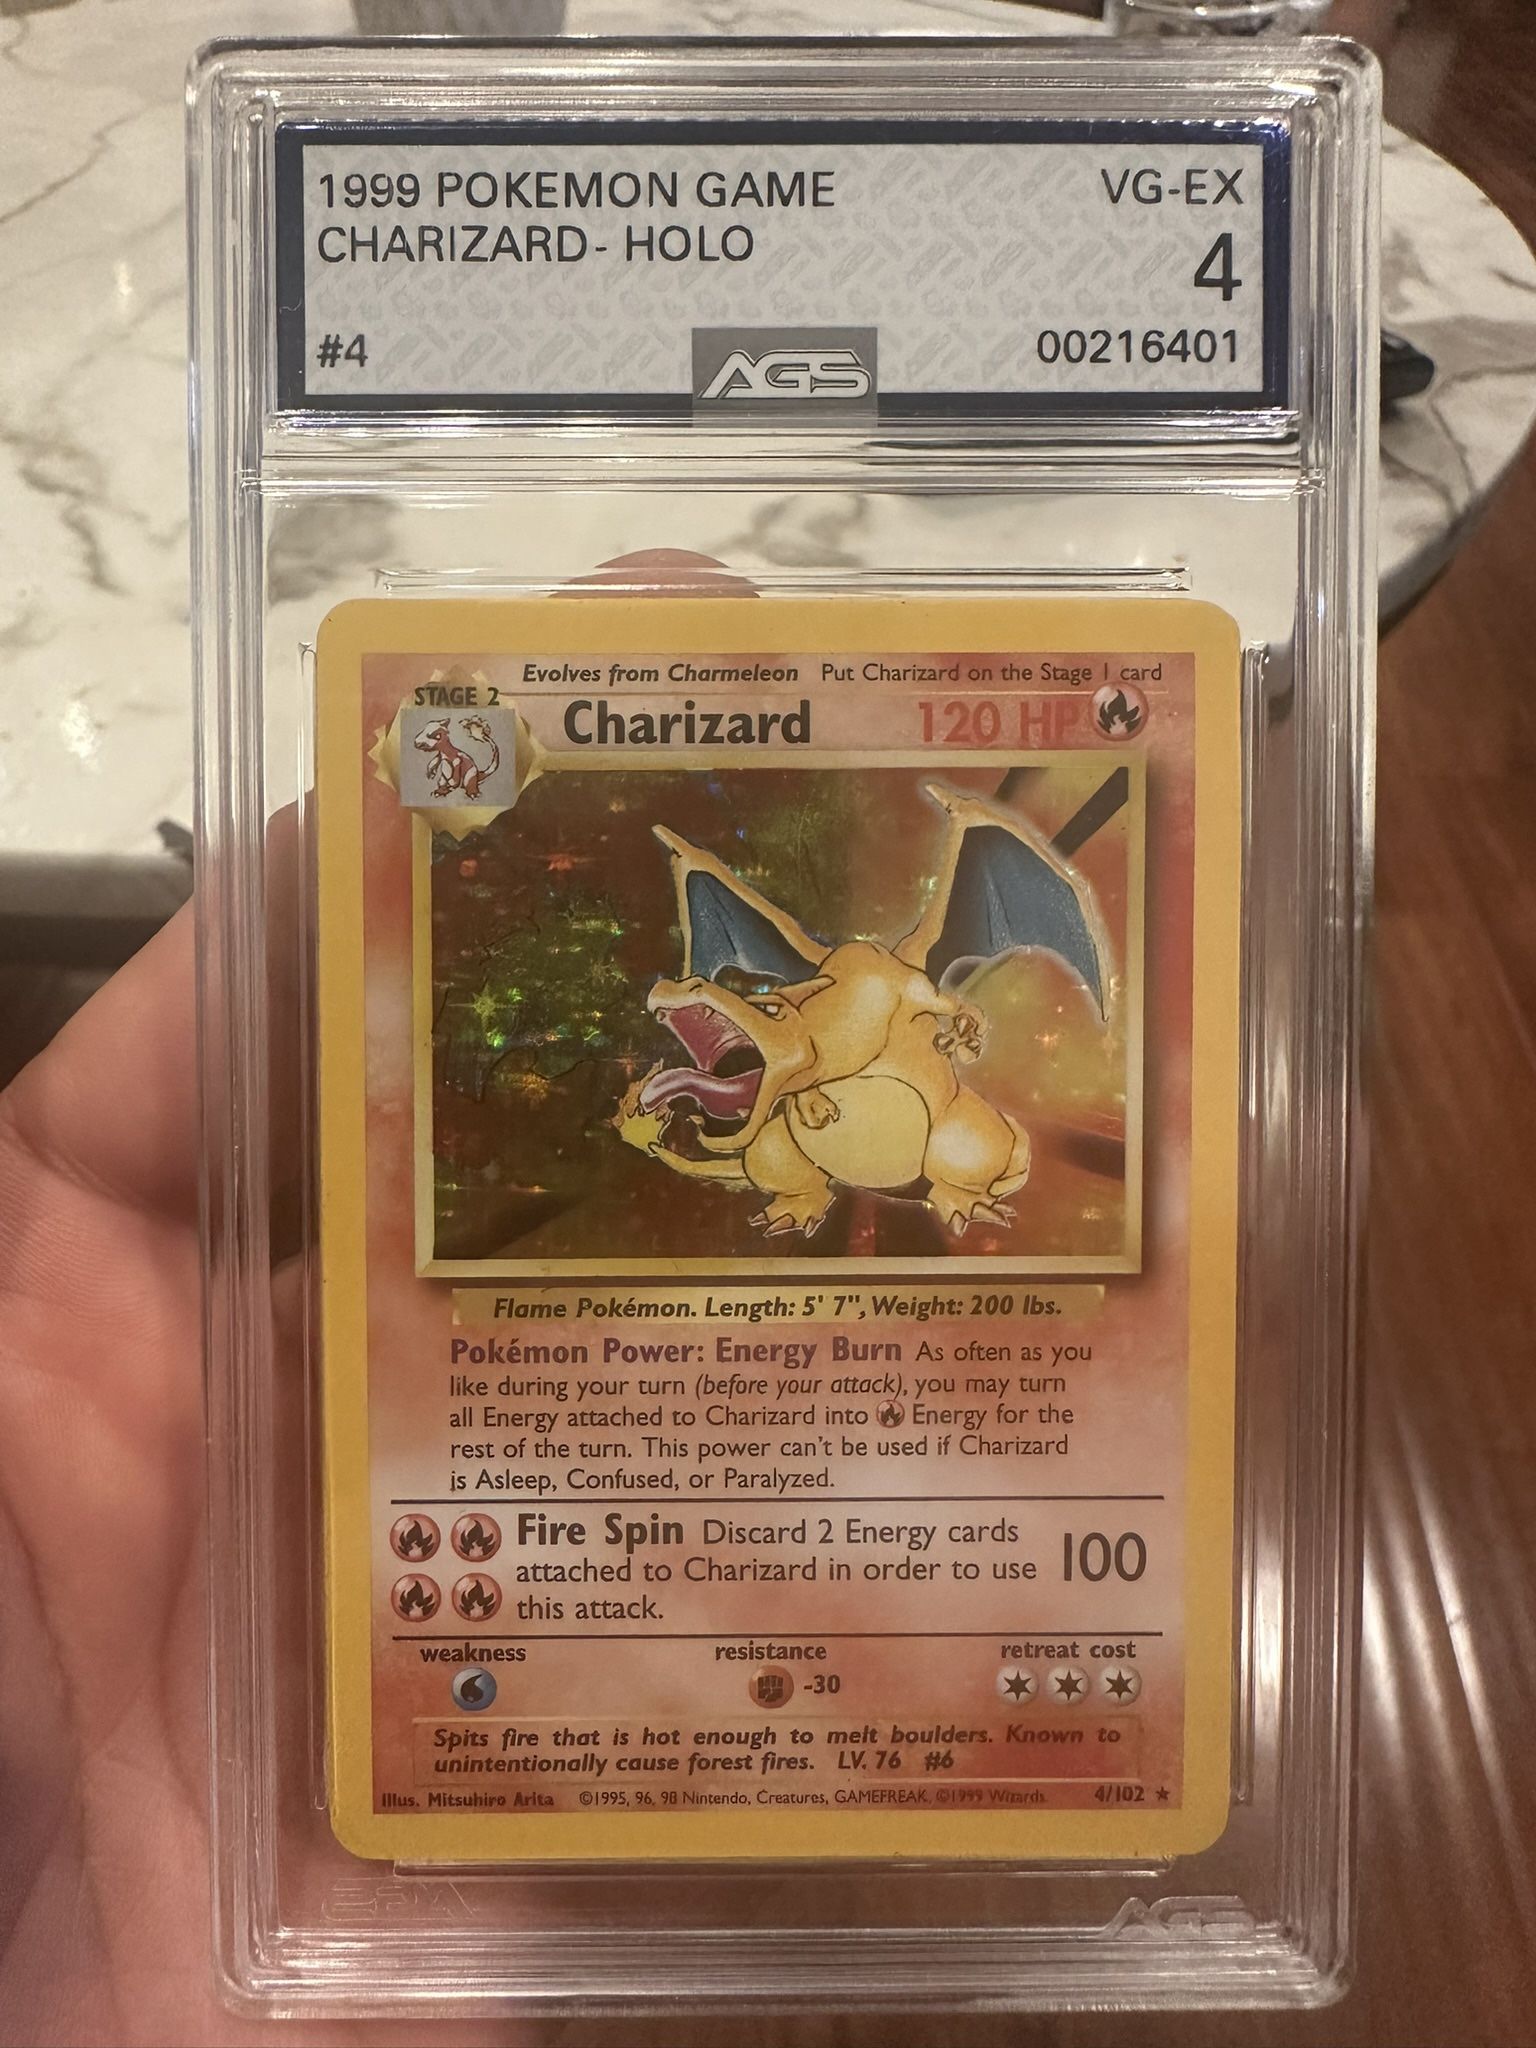 1999 POKEMON GAME
VG-EX
CHARIZARD- HOLO
4
#4
AGS
00216401
Evolves from Charmeleon Put Charizard on the Stage 1 card
STAGE 2
Charizard 120 HP
Flame Pokémon. Length: 5' 7", Weight: 200 lbs.
Pokémon Power: Energy Burn As often as you
like during your turn (before your attack), you may turn
all Energy attached to Charizard into Energy for the
rest of the turn. This power can't be used if Charizard
is Asleep, Confused, or Paralyzed.
Fire Spin Discard 2 Energy cards
attached to Charizard in order to use
this attack.
100
weakness resistance retreat cost
-30
Spits fire that is hot enough to melt boulders. Known to
unintentionally cause forest fires. LV. 76 #6
Illus. Mitsuhiro Arita ©1995, 96, 98 Nintendo, Creatures, GAMEFREAK. ©1999 Wizards. 4/102 ★
AGS